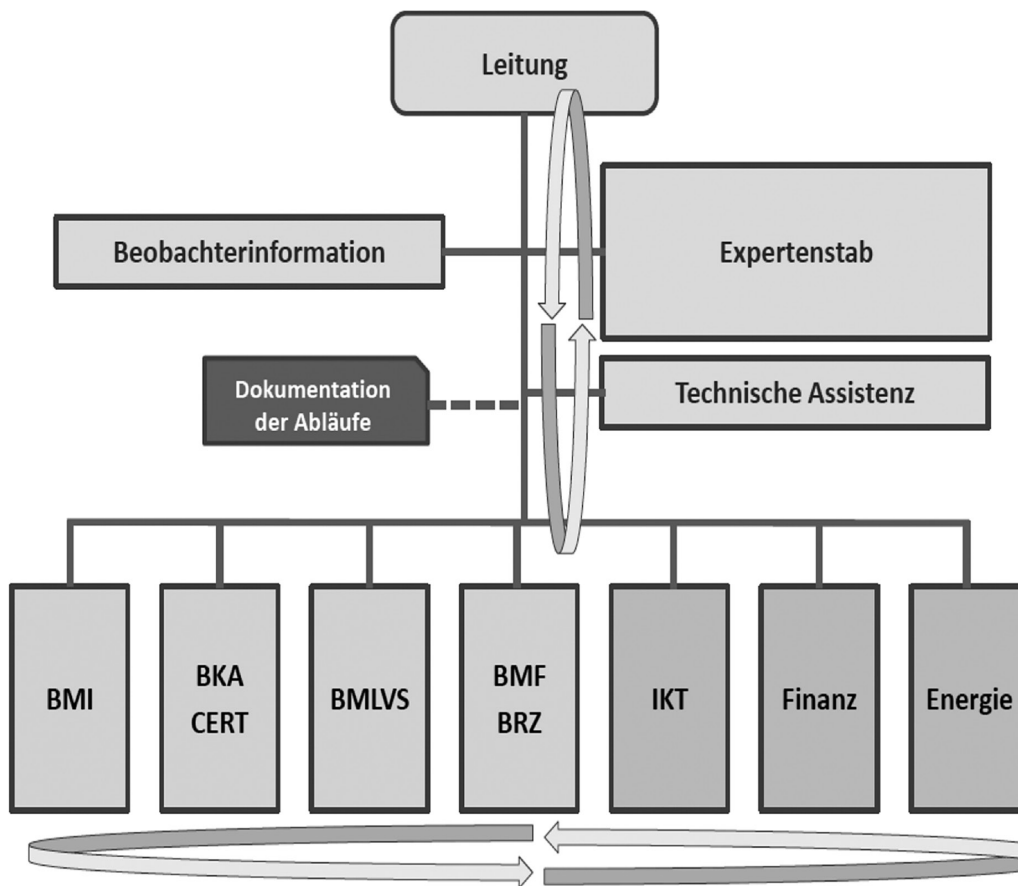 Leitung
Beobachterinformation
Expertenstab
Dokumentation
der Abläufe
Technische Assistenz
BMI
BKA
CERT
BMLVS
BMF
BRZ
IKT
Finanz
Energie